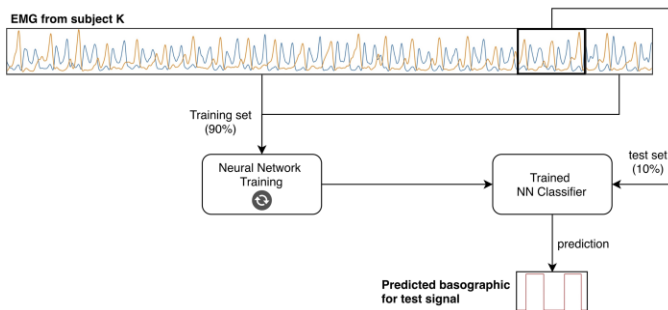 EMG from subject K
Training set
(90%)
Neural Network
Training
Trained
NN Classifier
test set
(10%)
prediction
Predicted basographic
for test signal